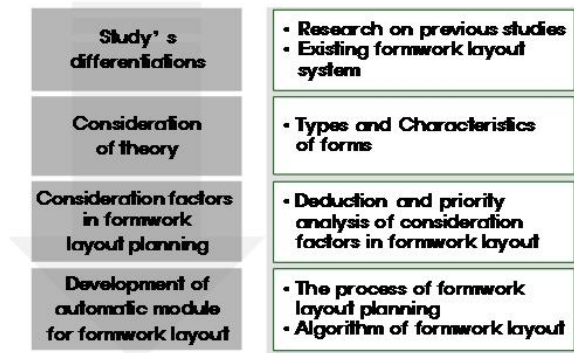 Study's
differentiations
• Research on previous studies
• Existing formwork layout
system
Consideration
of theory
• Types and Characteristics
of forms
Consideration factors
in formwork
layout planning
• Deduction and priority
analysis of consideration
factors in formwork layout
Development of
automatic module
for formwork layout
• The process of formwork
layout planning
• Algorithm of formwork layout